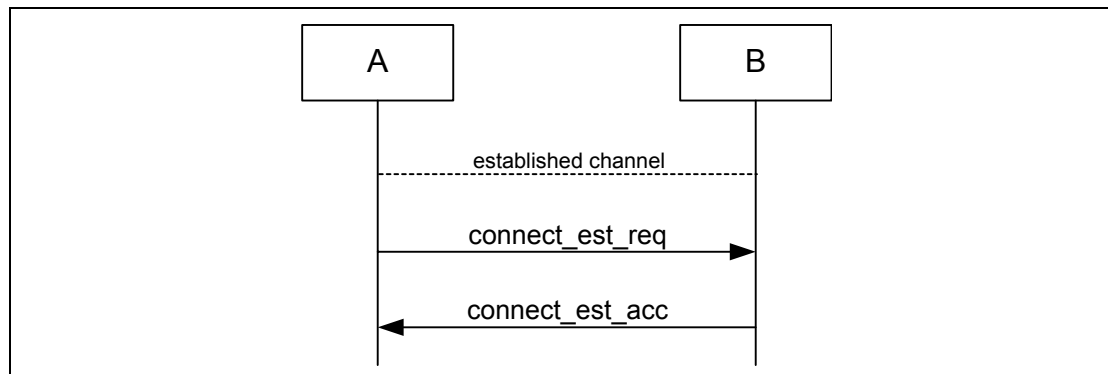 A
B
established channel
connect_est_req
connect_est_acc